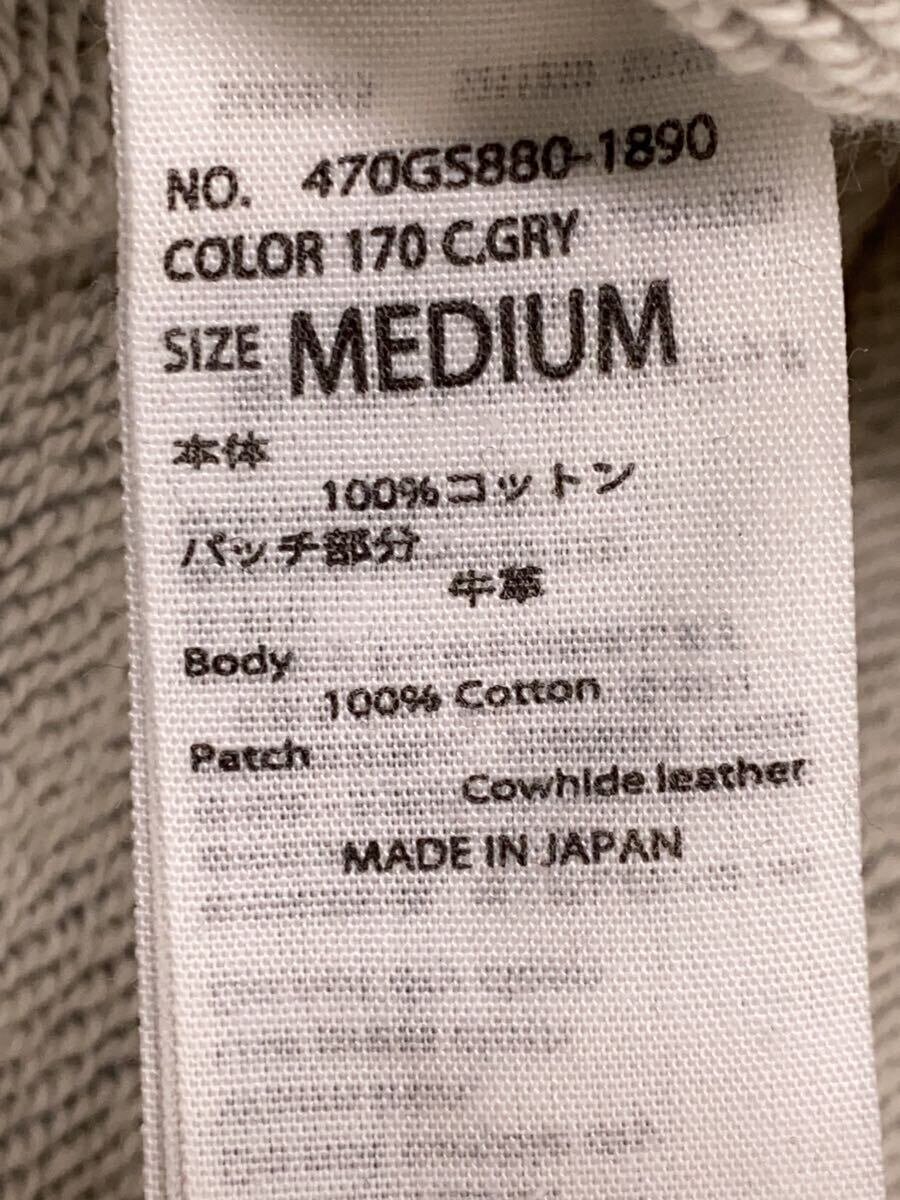 NO. 470GS880-1890
COLOR 170 C.GRY
SIZE MEDIUM
本体
100%コットン
パッチ部分
牛革
Body
100% Cotton
Patch
Cowhide leather
MADE IN JAPAN